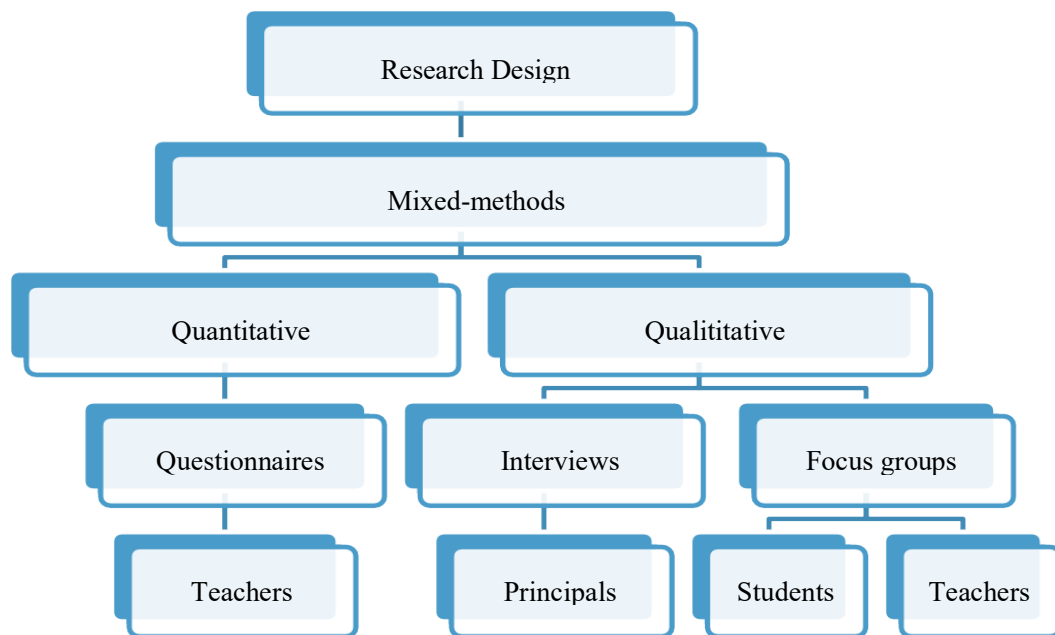 Research Design
Mixed-methods
Quantitative
Qualititative
Questionnaires
Interviews
Focus groups
Teachers
Principals
Students
Teachers